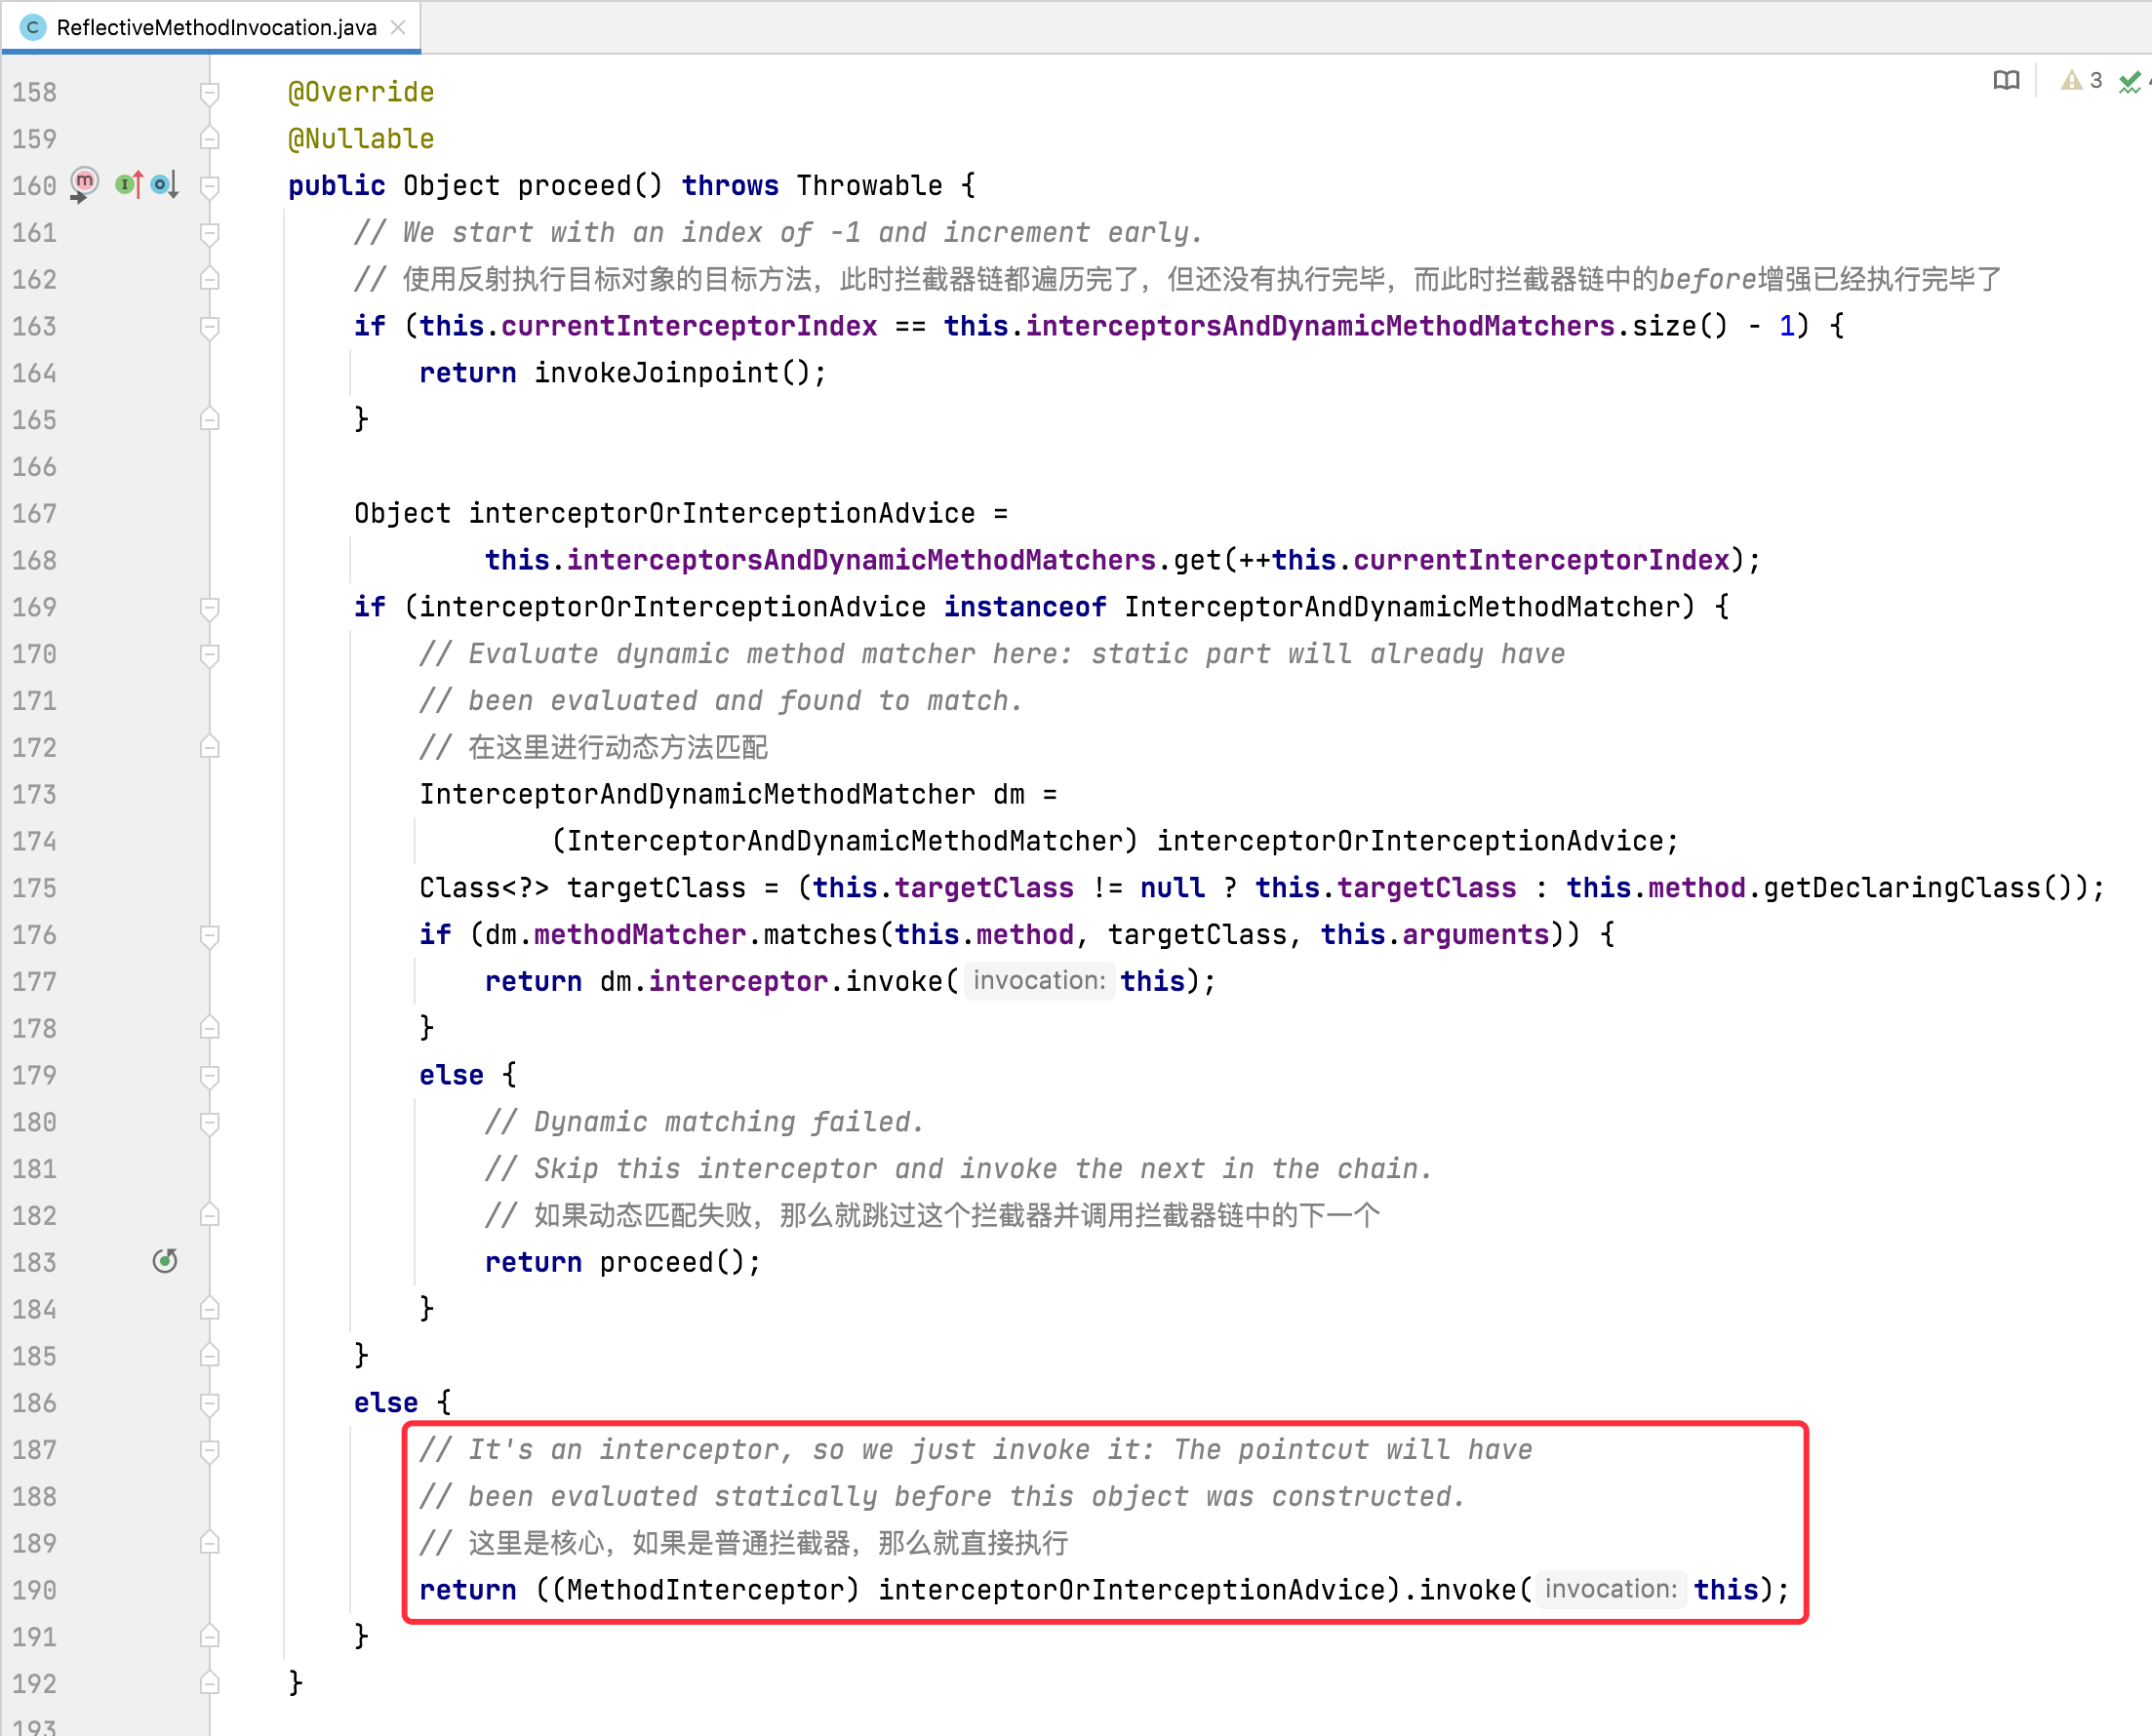 ReflectiveMethodInvocation.java
3
158 @Override
159 @Nullable
160 public Object proceed() throws Throwable {
161 // We start with an index of -1 and increment early.
162 // 使用反射执行目标对象的目标方法，此时拦截器链都遍历完了，但还没有执行完毕，而此时拦截器链中的before增强已经执行完毕了
163 if (this.currentInterceptorIndex == this.interceptorsAndDynamicMethodMatchers.size() - 1) {
164 return invokeJoinpoint();
165 }
166
167 Object interceptorOrInterceptionAdvice =
168 this.interceptorsAndDynamicMethodMatchers.get(++this.currentInterceptorIndex);
169 if (interceptorOrInterceptionAdvice instanceof InterceptorAndDynamicMethodMatcher) {
170 // Evaluate dynamic method matcher here: static part will already have
171 // been evaluated and found to match.
172 // 在这里进行动态方法匹配
173 InterceptorAndDynamicMethodMatcher dm =
174 (InterceptorAndDynamicMethodMatcher) interceptorOrInterceptionAdvice;
175 Class<?> targetClass = (this.targetClass != null ? this.targetClass : this.method.getDeclaringClass());
176 if (dm.methodMatcher.matches(this.method, targetClass, this.arguments)) {
177 return dm.interceptor.invoke( invocation: this);
178 }
179 else {
180 // Dynamic matching failed.
181 // Skip this interceptor and invoke the next in the chain.
182 // 如果动态匹配失败，那么就跳过这个拦截器并调用拦截器链中的下一个
183 return proceed();
184 }
185 }
186 else {
187 // It's an interceptor, so we just invoke it: The pointcut will have
188 // been evaluated statically before this object was constructed.
189 // 这里是核心，如果是普通拦截器，那么就直接执行
190 return ((MethodInterceptor) interceptorOrInterceptionAdvice).invoke( invocation: this);
191 }
192 }
193